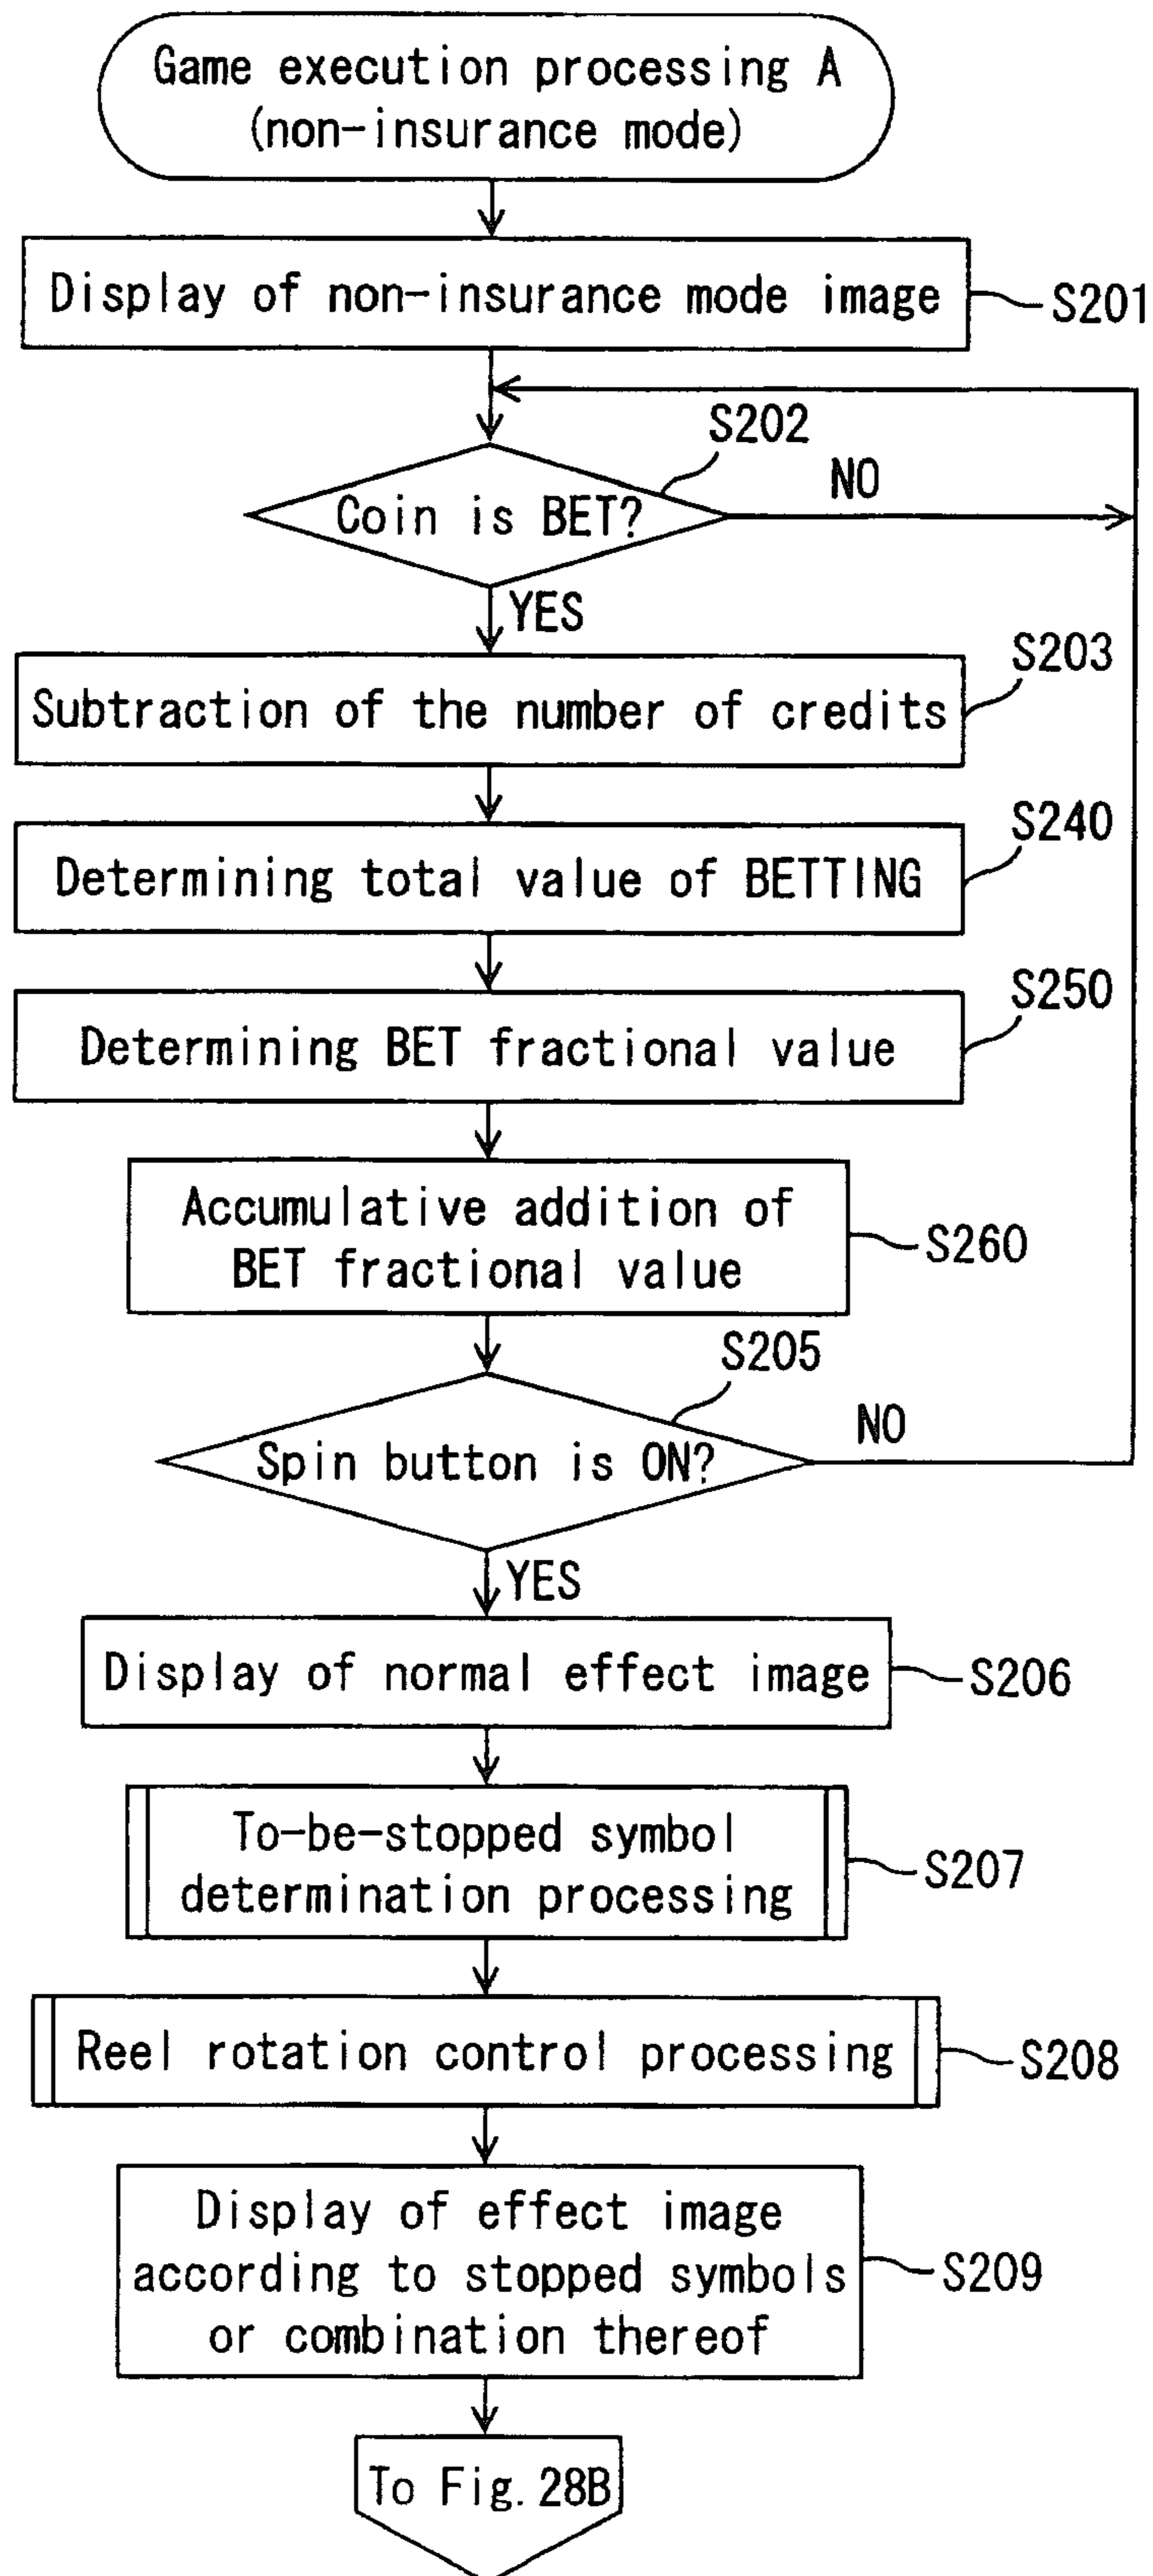 Game execution processing A
(non-insurance mode)
Display of non-insurance mode image
S201
S202
Coin is BET?
NO
YES
S203
Subtraction of the number of credits
S240
Determining total value of BETTING
S250
Determining BET fractional value
Accumulative addition of
BET fractional value
S260
S205
Spin button is ON?
NO
YES
Display of normal effect image
S206
To-be-stopped symbol
determination processing
S207
Reel rotation control processing
S208
Display of effect image
according to stopped symbols
or combination thereof
S209
To Fig. 28B